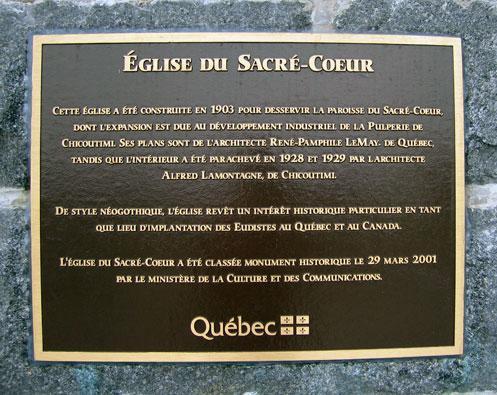 ÉGLISE DU SACRÉ-COEUR
CETTE ÉGLISE A ÉTÉ CONSTRUITE EN 1903 POUR DESSERVIR LA PAROISSE DU SACRÉ-COEUR,
DONT L'EXPANSION EST DUE AU DÉVELOPPEMENT INDUSTRIEL DE LA PULPERIE DE
CHICOUTIMI. SES PLANS SONT DE L'ARCHITECTE RENÉ-PAMPHILE LEMAY, DE QUÉBEC,
TANDIS QUE L'INTÉRIEUR A ÉTÉ PARACHEVÉ EN 1928 ET 1929 PAR L'ARCHITECTE
ALFRED LAMONTAGNE, DE CHICOUTIMI.
DE STYLE NÉOGOTHIQUE, L'ÉGLISE REVÊT UN INTÉRÊT HISTORIQUE PARTICULIER EN TANT
QUE LIEU D'IMPLANTATION DES EUDISTES AU QUÉBEC ET AU CANADA.
L'ÉGLISE DU SACRÉ-COEUR A ÉTÉ CLASSÉE MONUMENT HISTORIQUE LE 29 MARS 2001
PAR LE MINISTÈRE DE LA CULTURE ET DES COMMUNICATIONS.
Québec